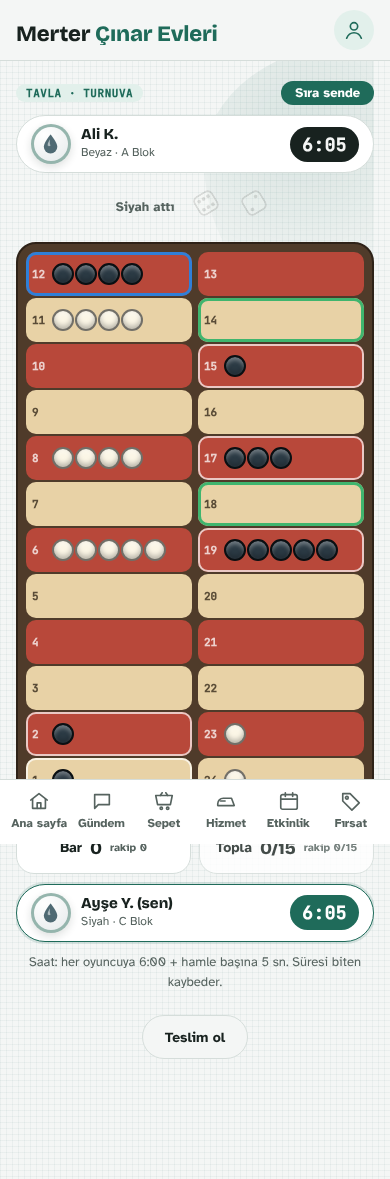 Merter Çınar Evleri
TAVLA · TURNUVA
Sıra sende
Ali K.
Beyaz · A Blok
6:05
Siyah attı
12 13
11 14
10 15
9 16
8 17
7 18
6 19
5 20
4 21
3 22
2 23
Ana sayfa Gündem Sepet Hizmet Etkinlik Fırsat
Bar 0 rakip 0
Topla 0/15 rakip 0/15
Ayşe Y. (sen)
Siyah · C Blok
6:05
Saat: her oyuncuya 6:00 + hamle başına 5 sn. Süresi biten
kaybeder.
Teslim ol